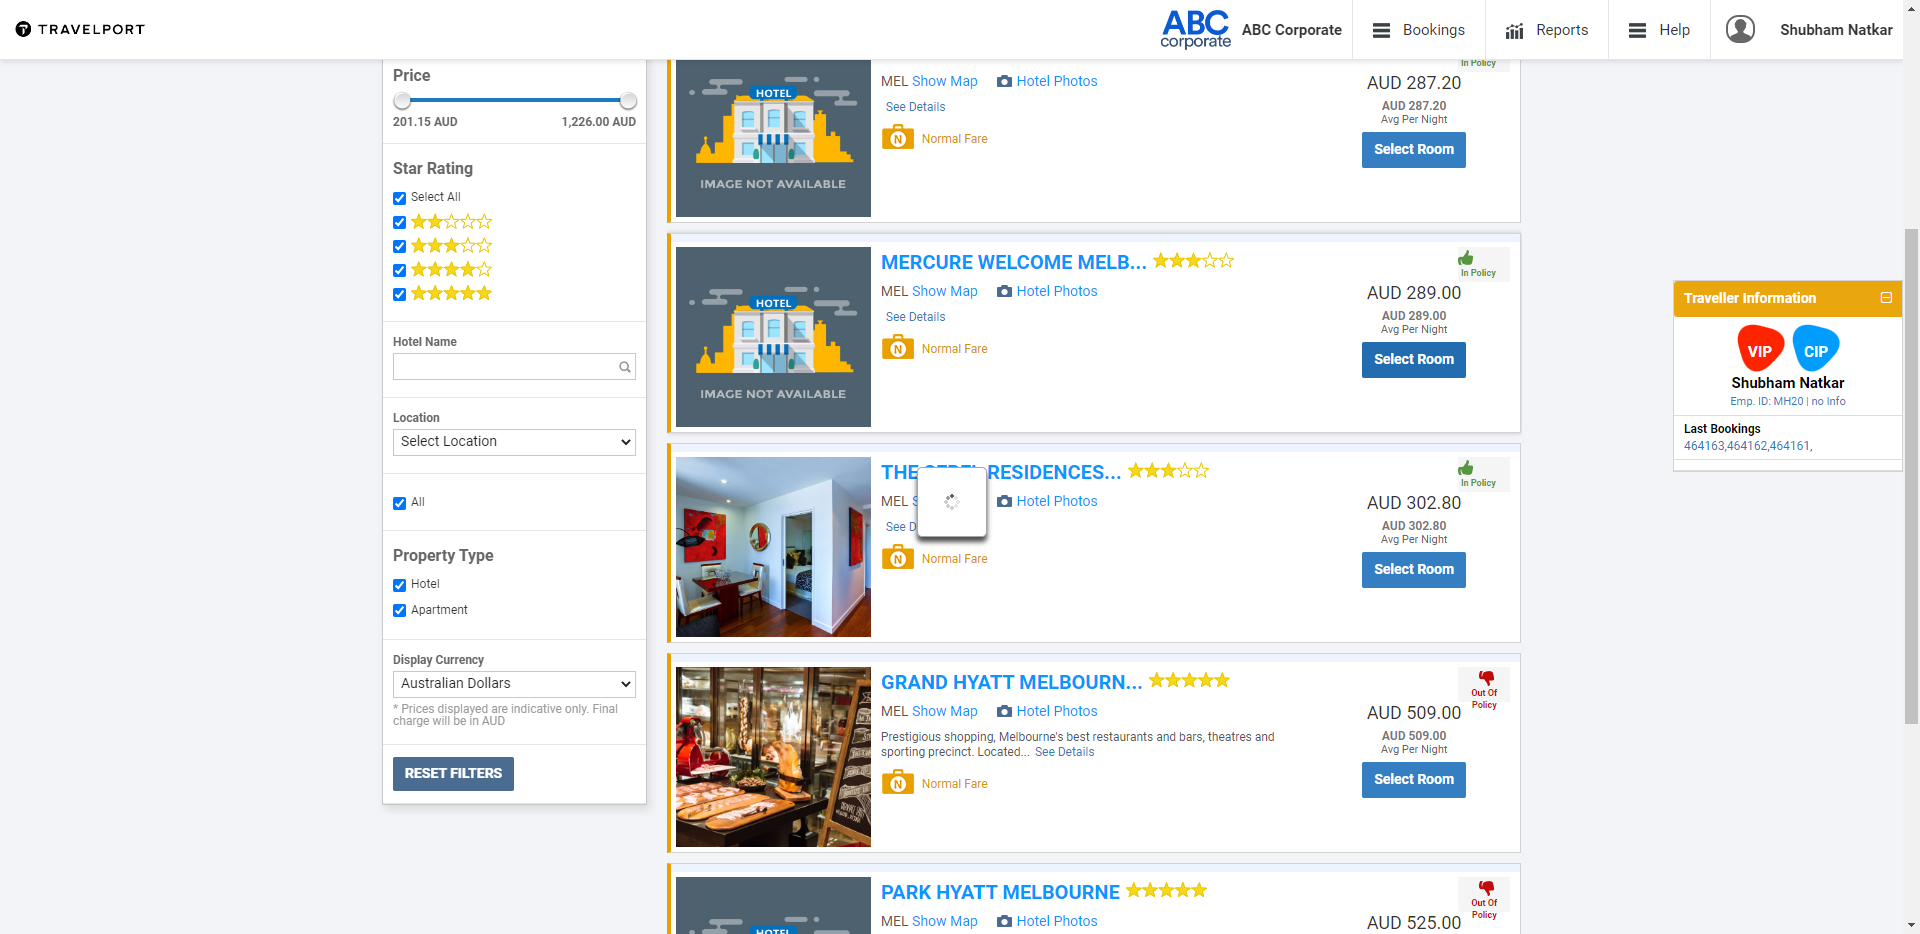 TRAVELPORT
ABC
corporate
ABC Corporate
Bookings
Reports
Help
Shubham Natkar
Price
201.15 AUD
1,226.00 AUD
Star Rating
Select All
Hotel Name
Location
Select Location
All
Property Type
Hotel
Apartment
Display Currency
Australian Dollars
* Prices displayed are indicative only. Final
charge will be in AUD
RESET FILTERS
HOTEL
IMAGE NOT AVAILABLE
MEL Show Map
Hotel Photos
See Details
N
Normal Fare
In Policy
AUD 287.20
AUD 287.20
Avg Per Night
Select Room
HOTEL
IMAGE NOT AVAILABLE
MERCURE WELCOME MELB...
MEL Show Map
Hotel Photos
See Details
N
Normal Fare
In Policy
AUD 289.00
AUD 289.00
Avg Per Night
Select Room
THE RESIDENCES...
MEL
Hotel Photos
See
N
Normal Fare
In Policy
AUD 302.80
AUD 302.80
Avg Per Night
Select Room
GRAND HYATT MELBOURN...
MEL Show Map
Hotel Photos
Prestigious shopping, Melbourne's best restaurants and bars, theatres and
sporting precinct. Located... See Details
N
Normal Fare
Out Of
Policy
AUD 509.00
AUD 509.00
Avg Per Night
Select Room
HOTEL
PARK HYATT MELBOURNE
MEL Show Map
Hotel Photos
Out Of
Policy
AUD 525.00
Traveller Information
VIP
CIP
Shubham Natkar
Emp. ID: MH20 | no Info
Last Bookings
464163,464162,464161,